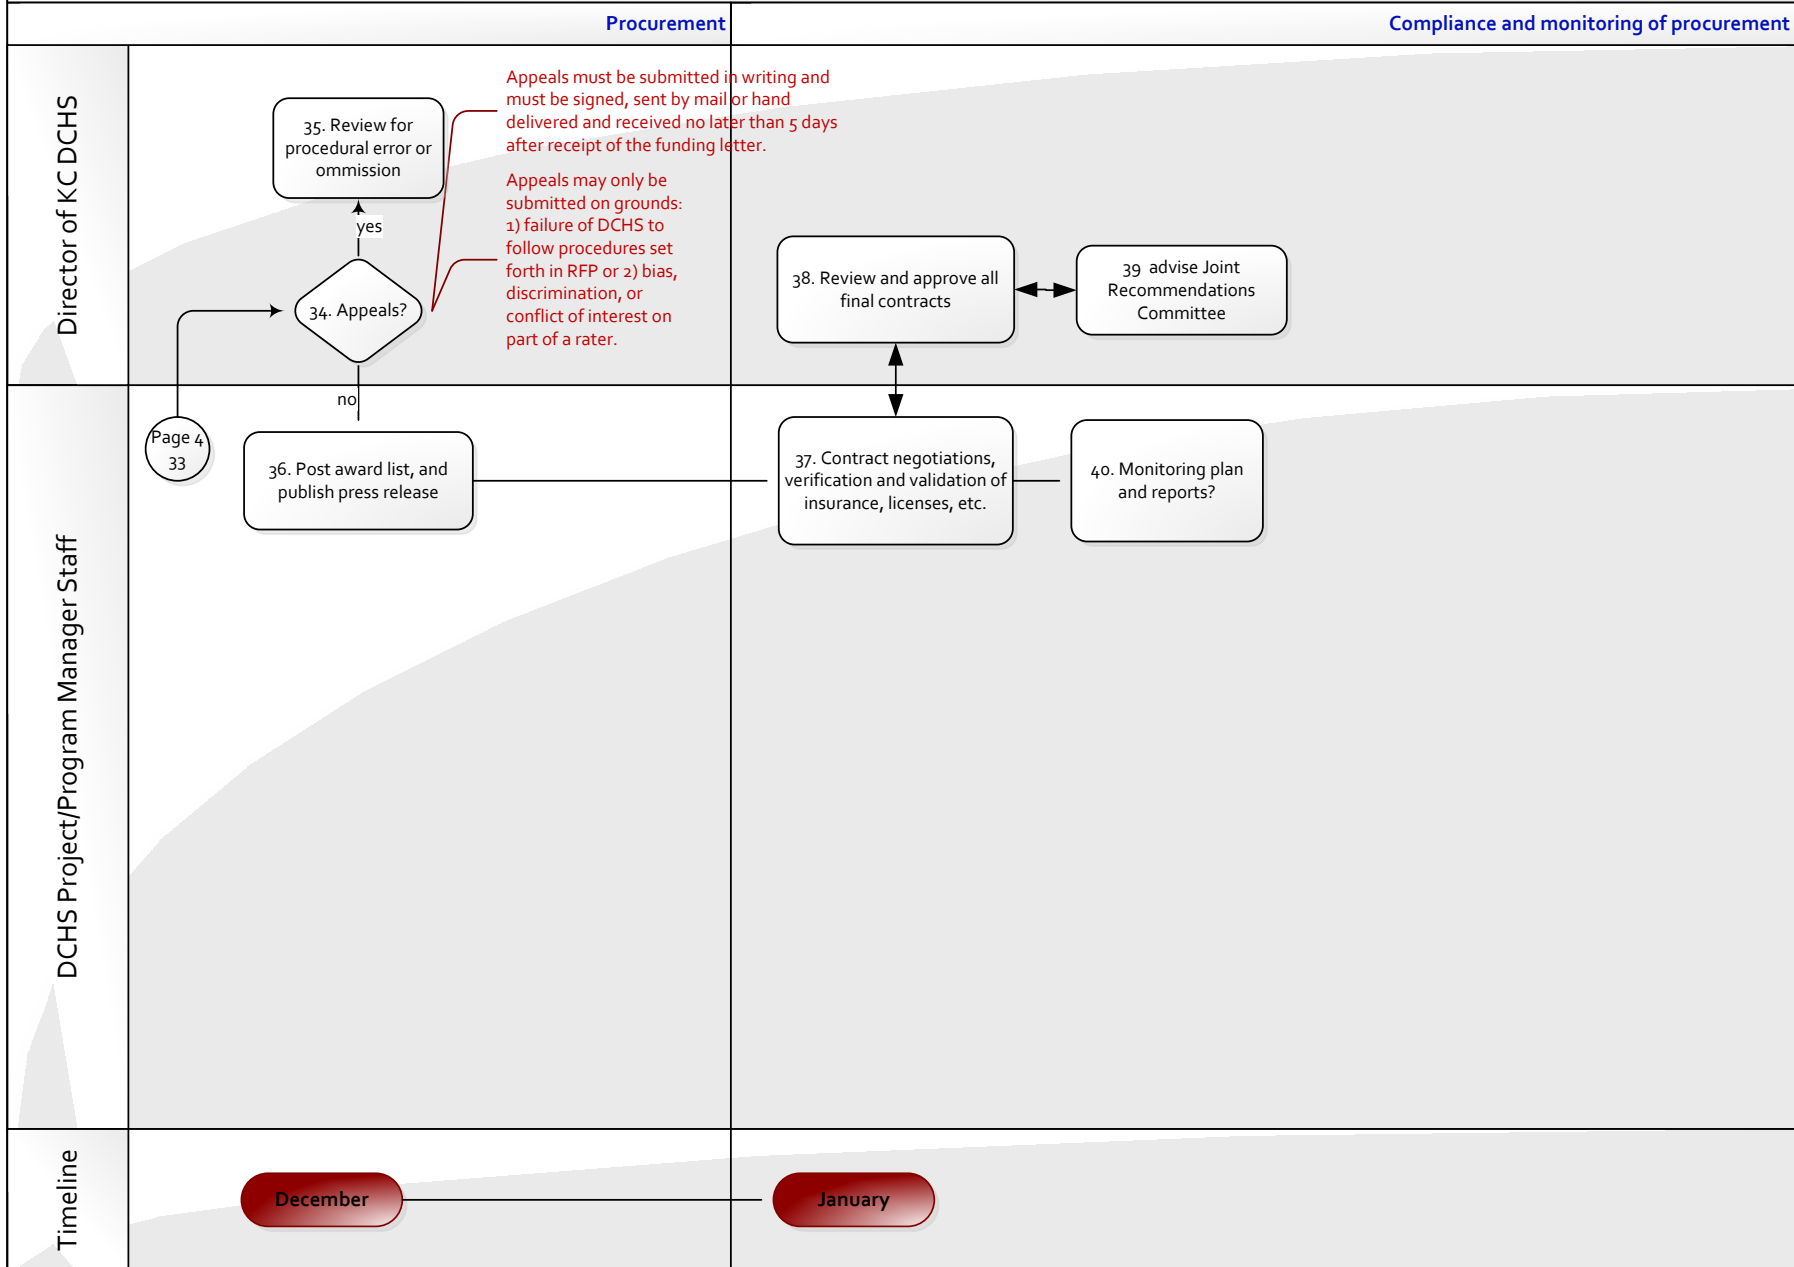 Procurement
Compliance and monitoring of procurement
Director of KC DCHS
35. Review for
procedural error or
ommission
yes
34. Appeals?
no
Appeals must be submitted in writing and
must be signed, sent by mail or hand
delivered and received no later than 5 days
after receipt of the funding letter.
Appeals may only be
submitted on grounds:
1) failure of DCHS to
follow procedures set
forth in RFP or 2) bias,
discrimination, or
conflict of interest on
part of a rater.
38. Review and approve all
final contracts
39 advise Joint
Recommendations
Committee
DCHS Project/Program Manager Staff
Page 4
33
36. Post award list, and
publish press release
37. Contract negotiations,
verification and validation of
insurance, licenses, etc.
40. Monitoring plan
and reports?
Timeline
December
January